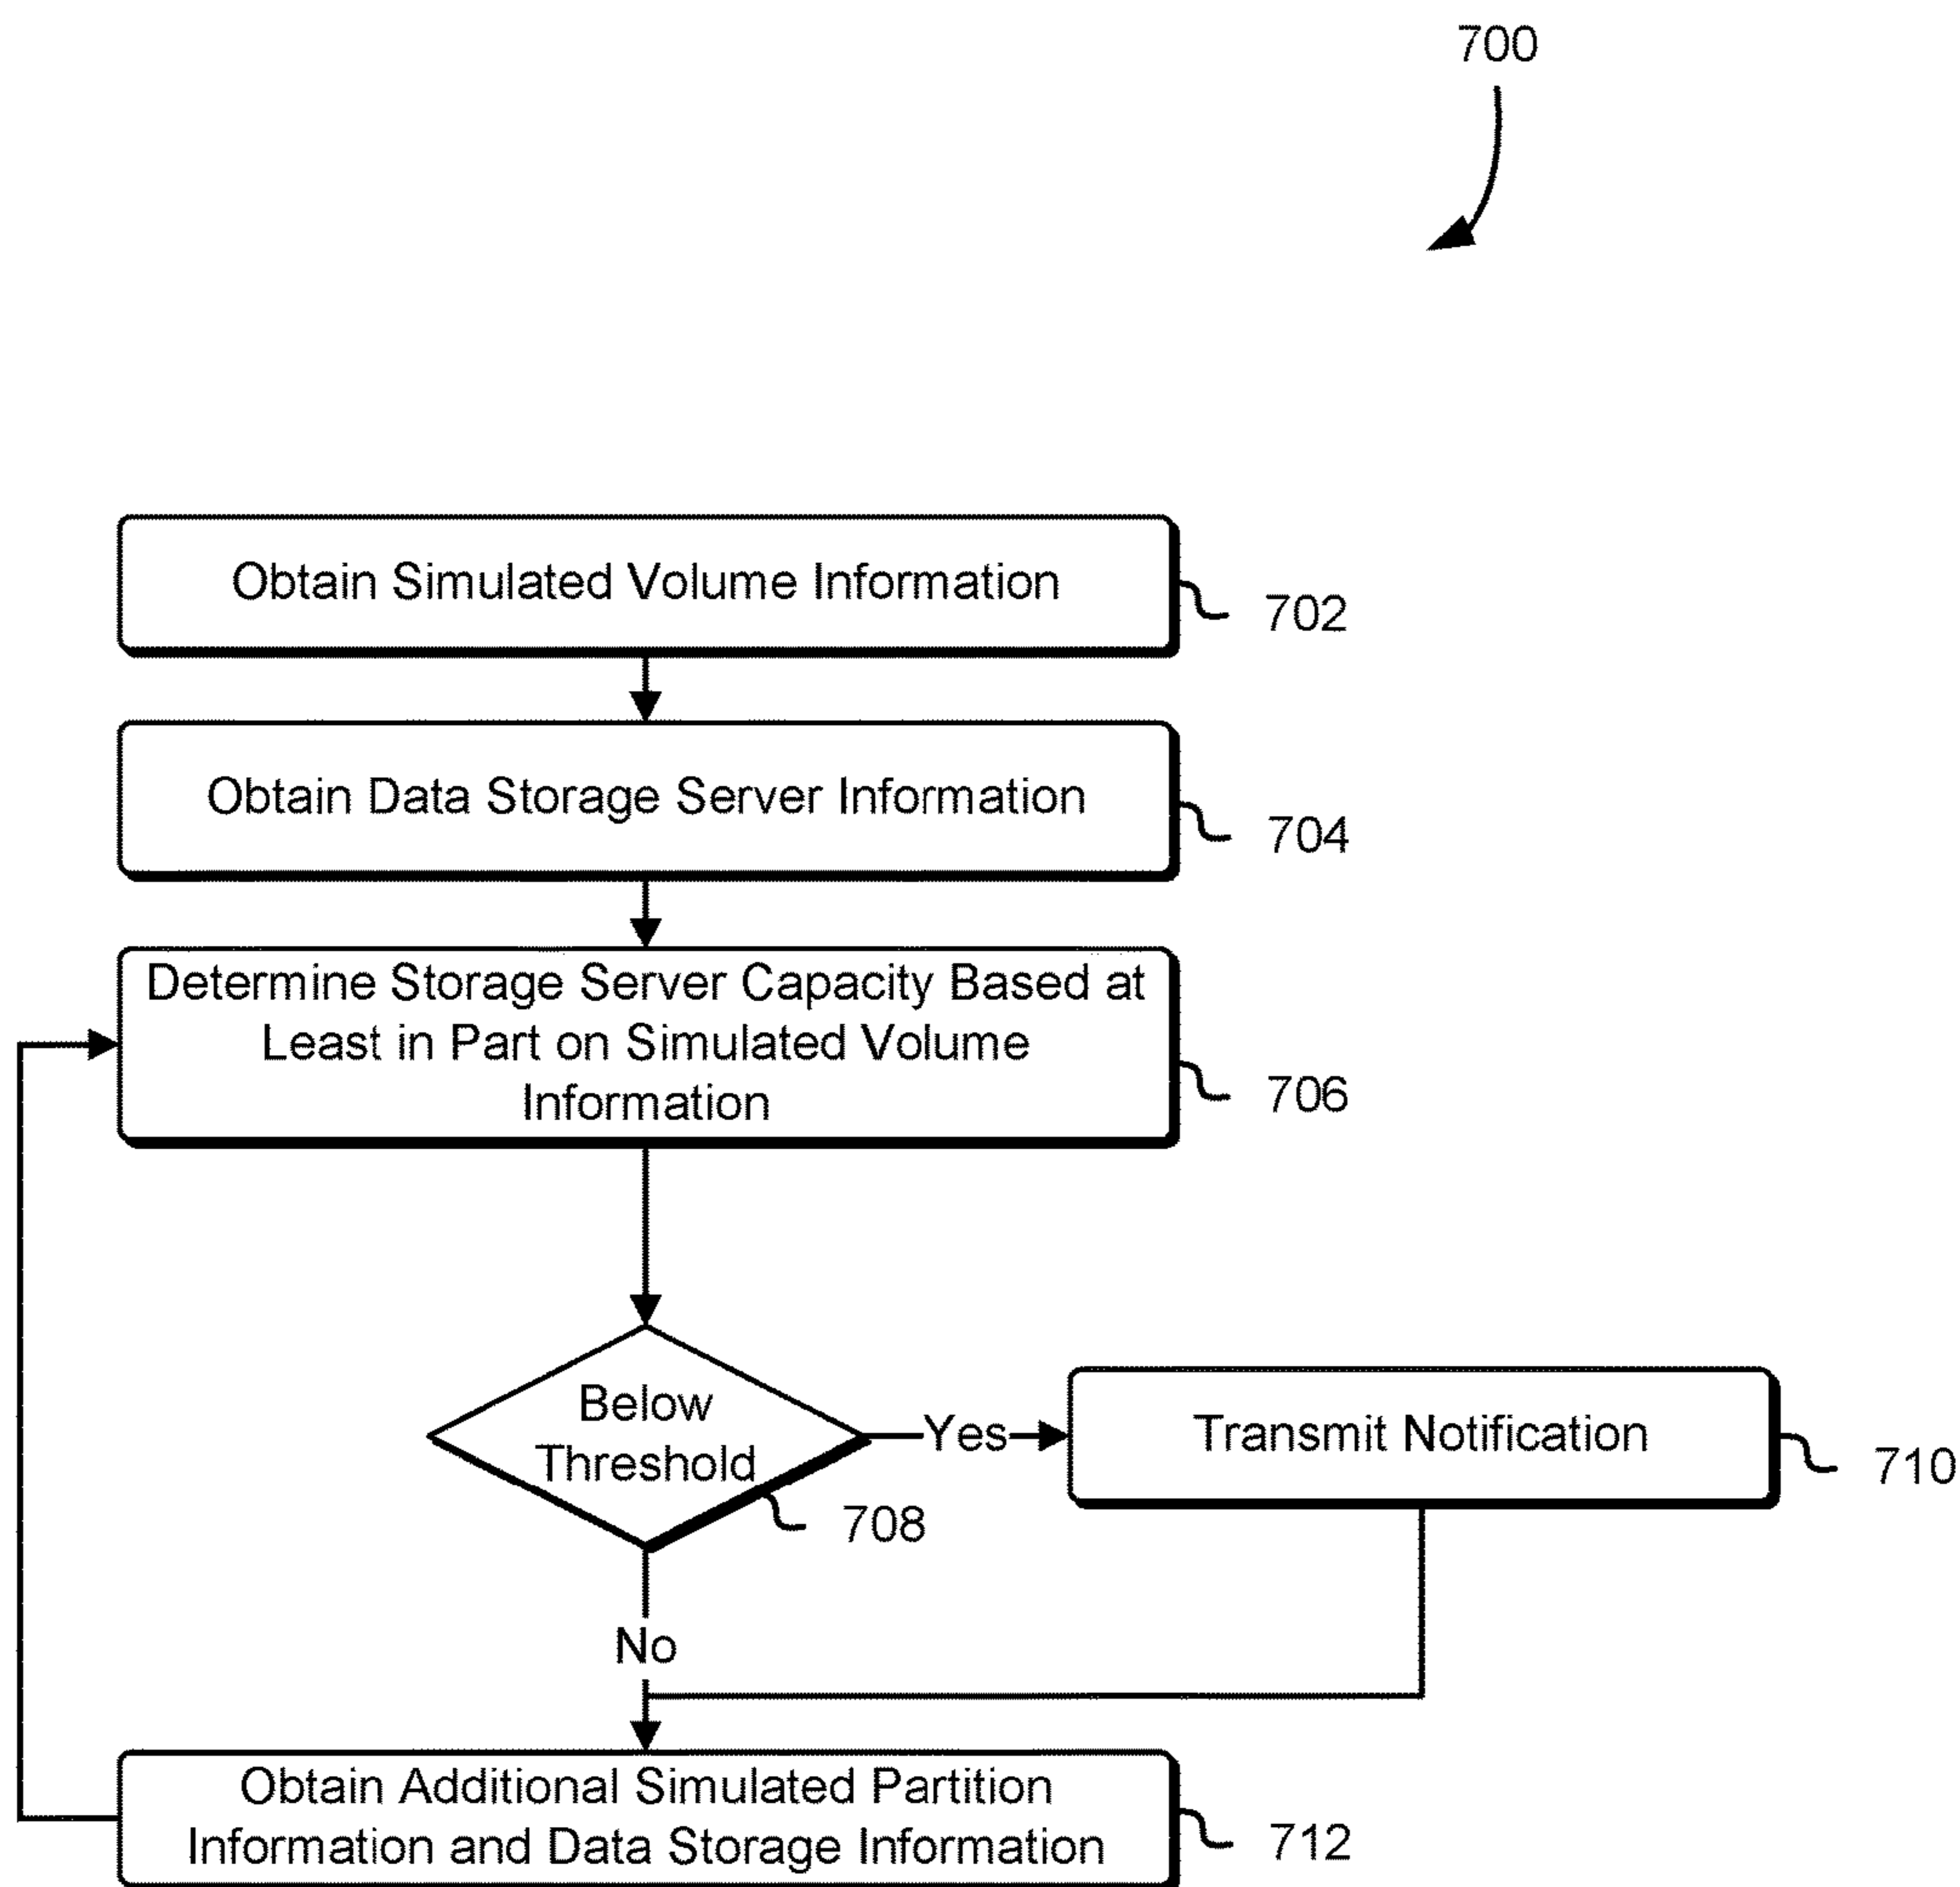 700
Obtain Simulated Volume Information
702
Obtain Data Storage Server Information
704
Determine Storage Server Capacity Based at
Least in Part on Simulated Volume
Information
706
Below
Threshold
Yes
Transmit Notification
710
708
No
Obtain Additional Simulated Partition
Information and Data Storage Information
712